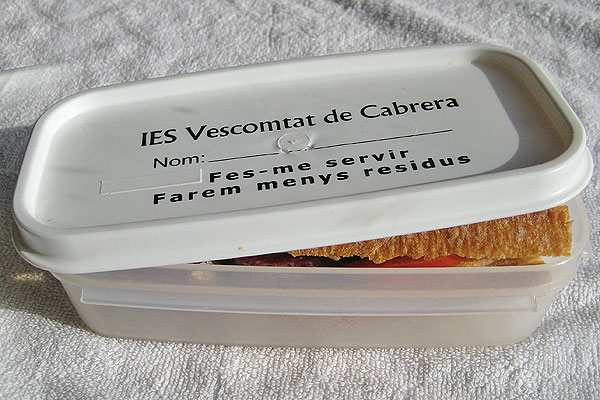 IES Vescomtat de Cabrera
Nom:
Fes-me servir
Farem menys residus